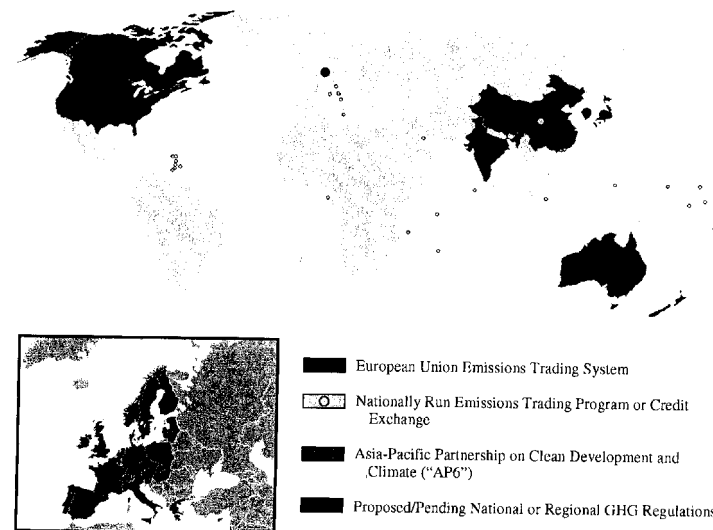 European Union Emissions Trading System
Nationally Run Emissions Trading Program or Credit
Exchange
Asia-Pacific Partnership on Clean Development and
Climate ("AP6")
Proposed/Pending National or Regional GHG Regulations